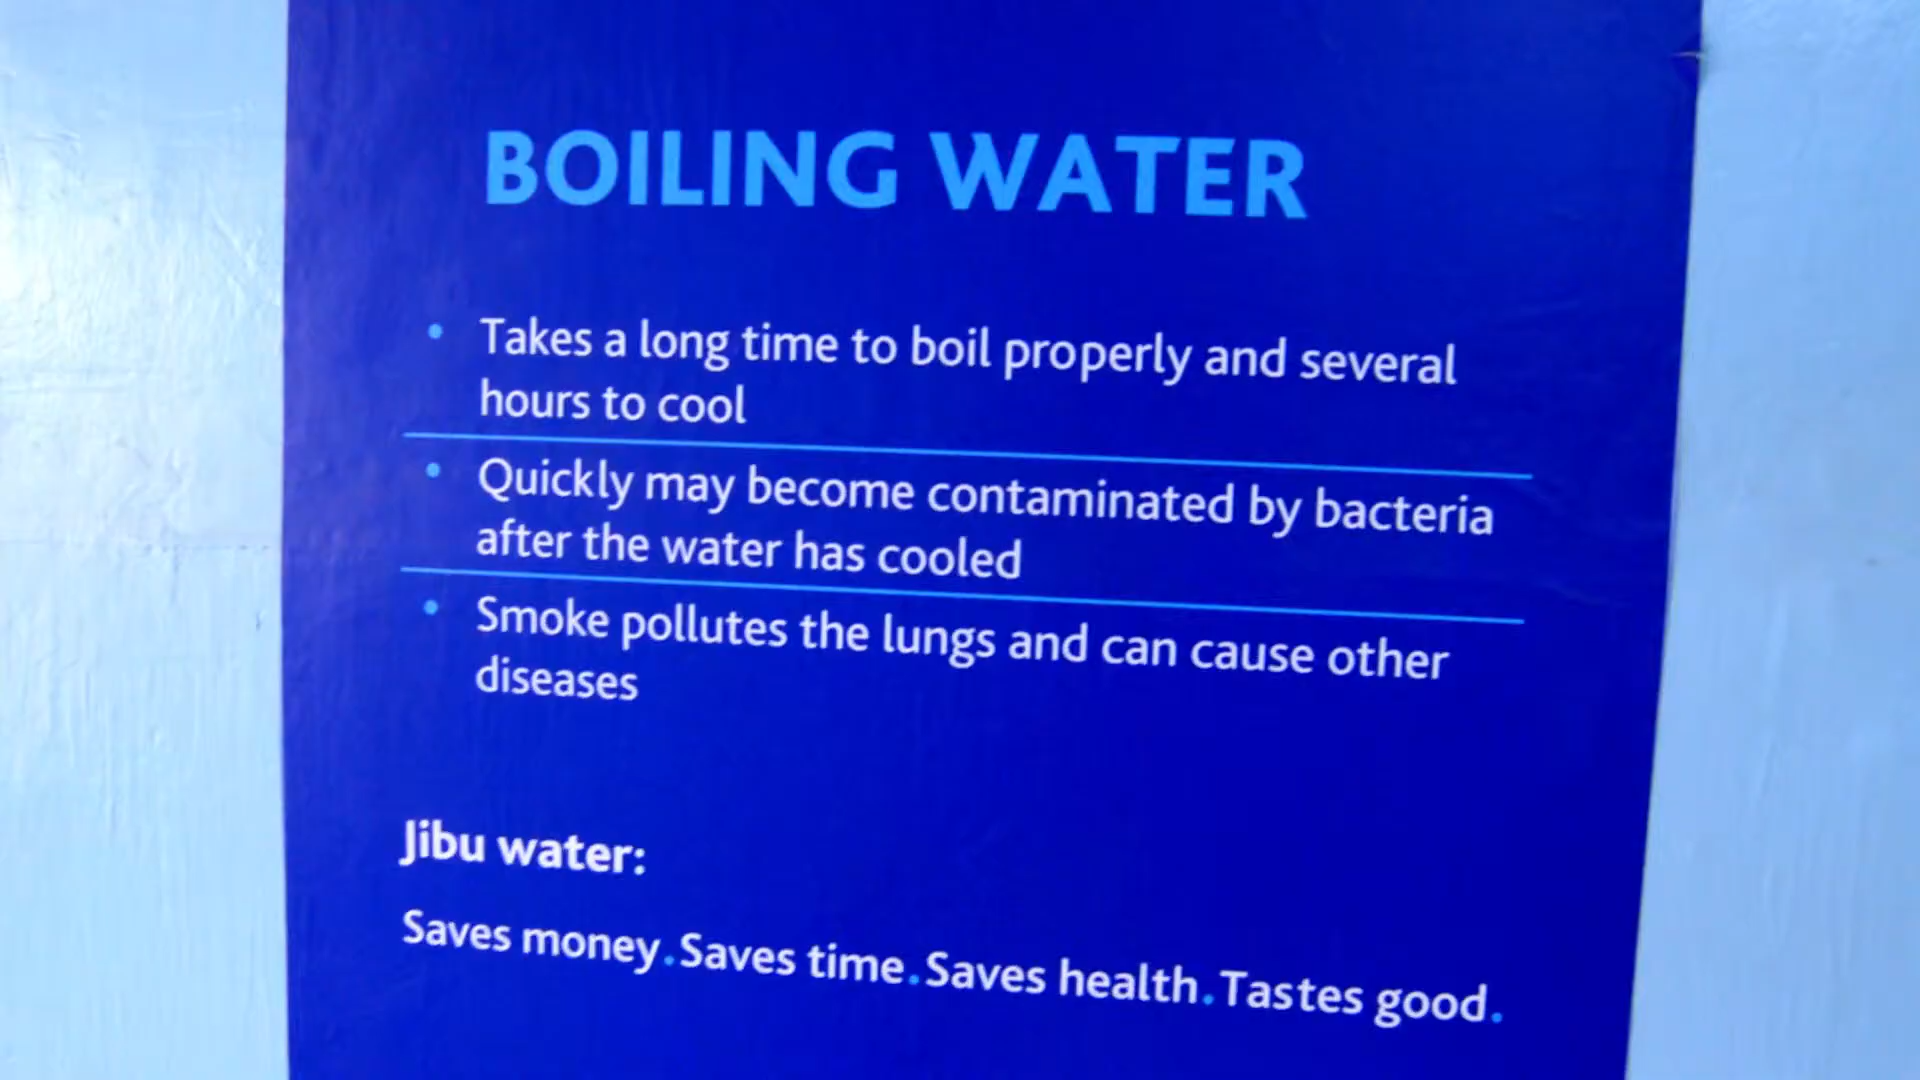 BOILING WATER
• Takes a long time to boil properly and several
hours to cool
• Quickly may become contaminated by bacteria
after the water has cooled
• Smoke pollutes the lungs and can cause other
diseases
Jibu water:
Saves money.Saves time.Saves health.Tastes good.